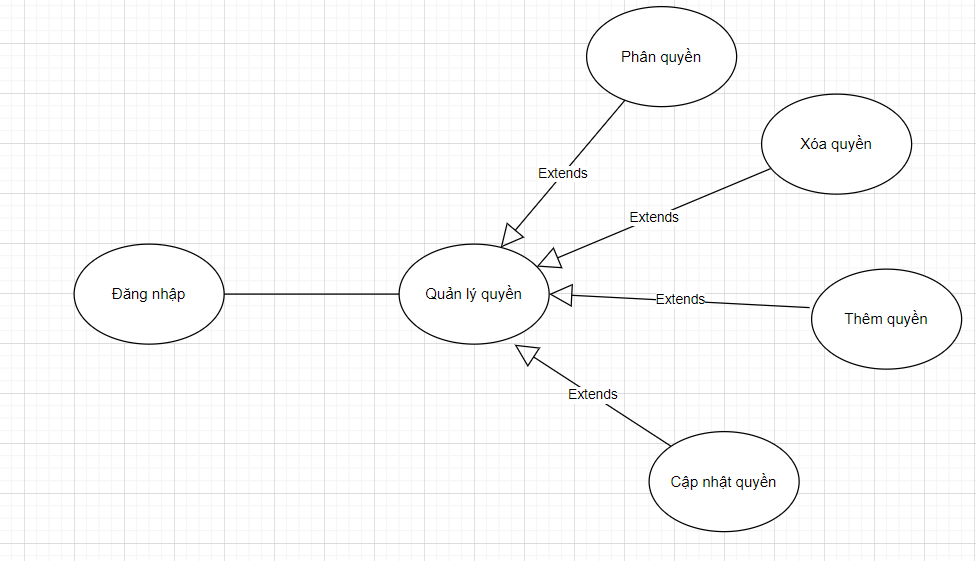 Phân quyền
Xóa quyền
Extends
Extends
Đăng nhập
Quản lý quyền
Extends
Thêm quyền
Extends
Cập nhật quyền